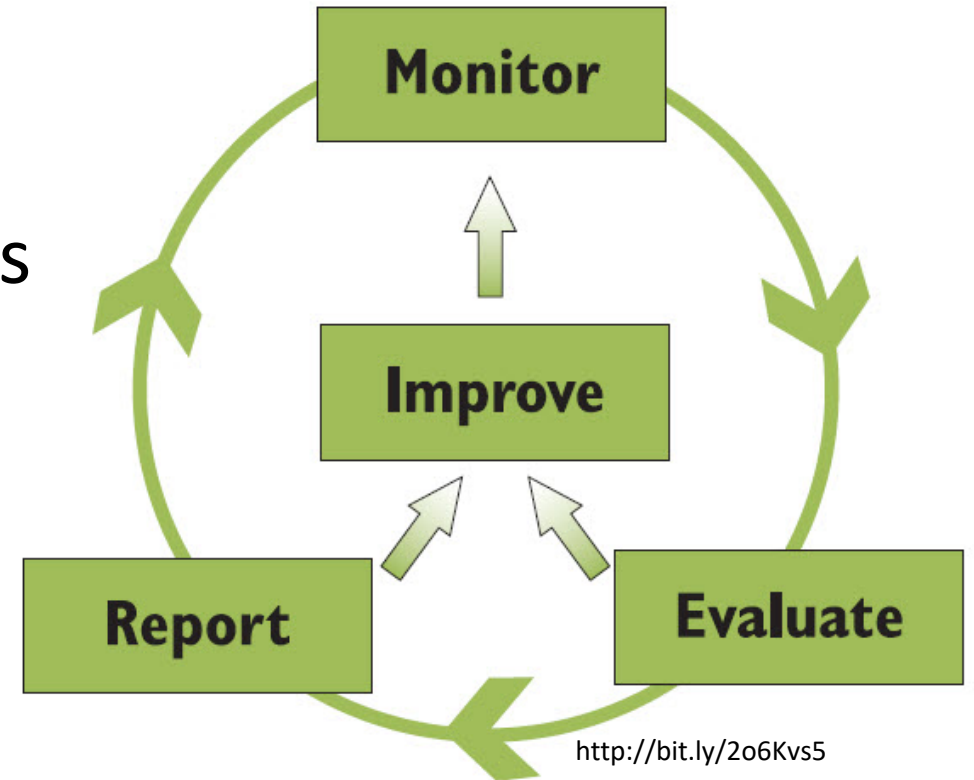 Monitor
s
Improve
Report
Evaluate
http://bit.ly/2o6Kvs5